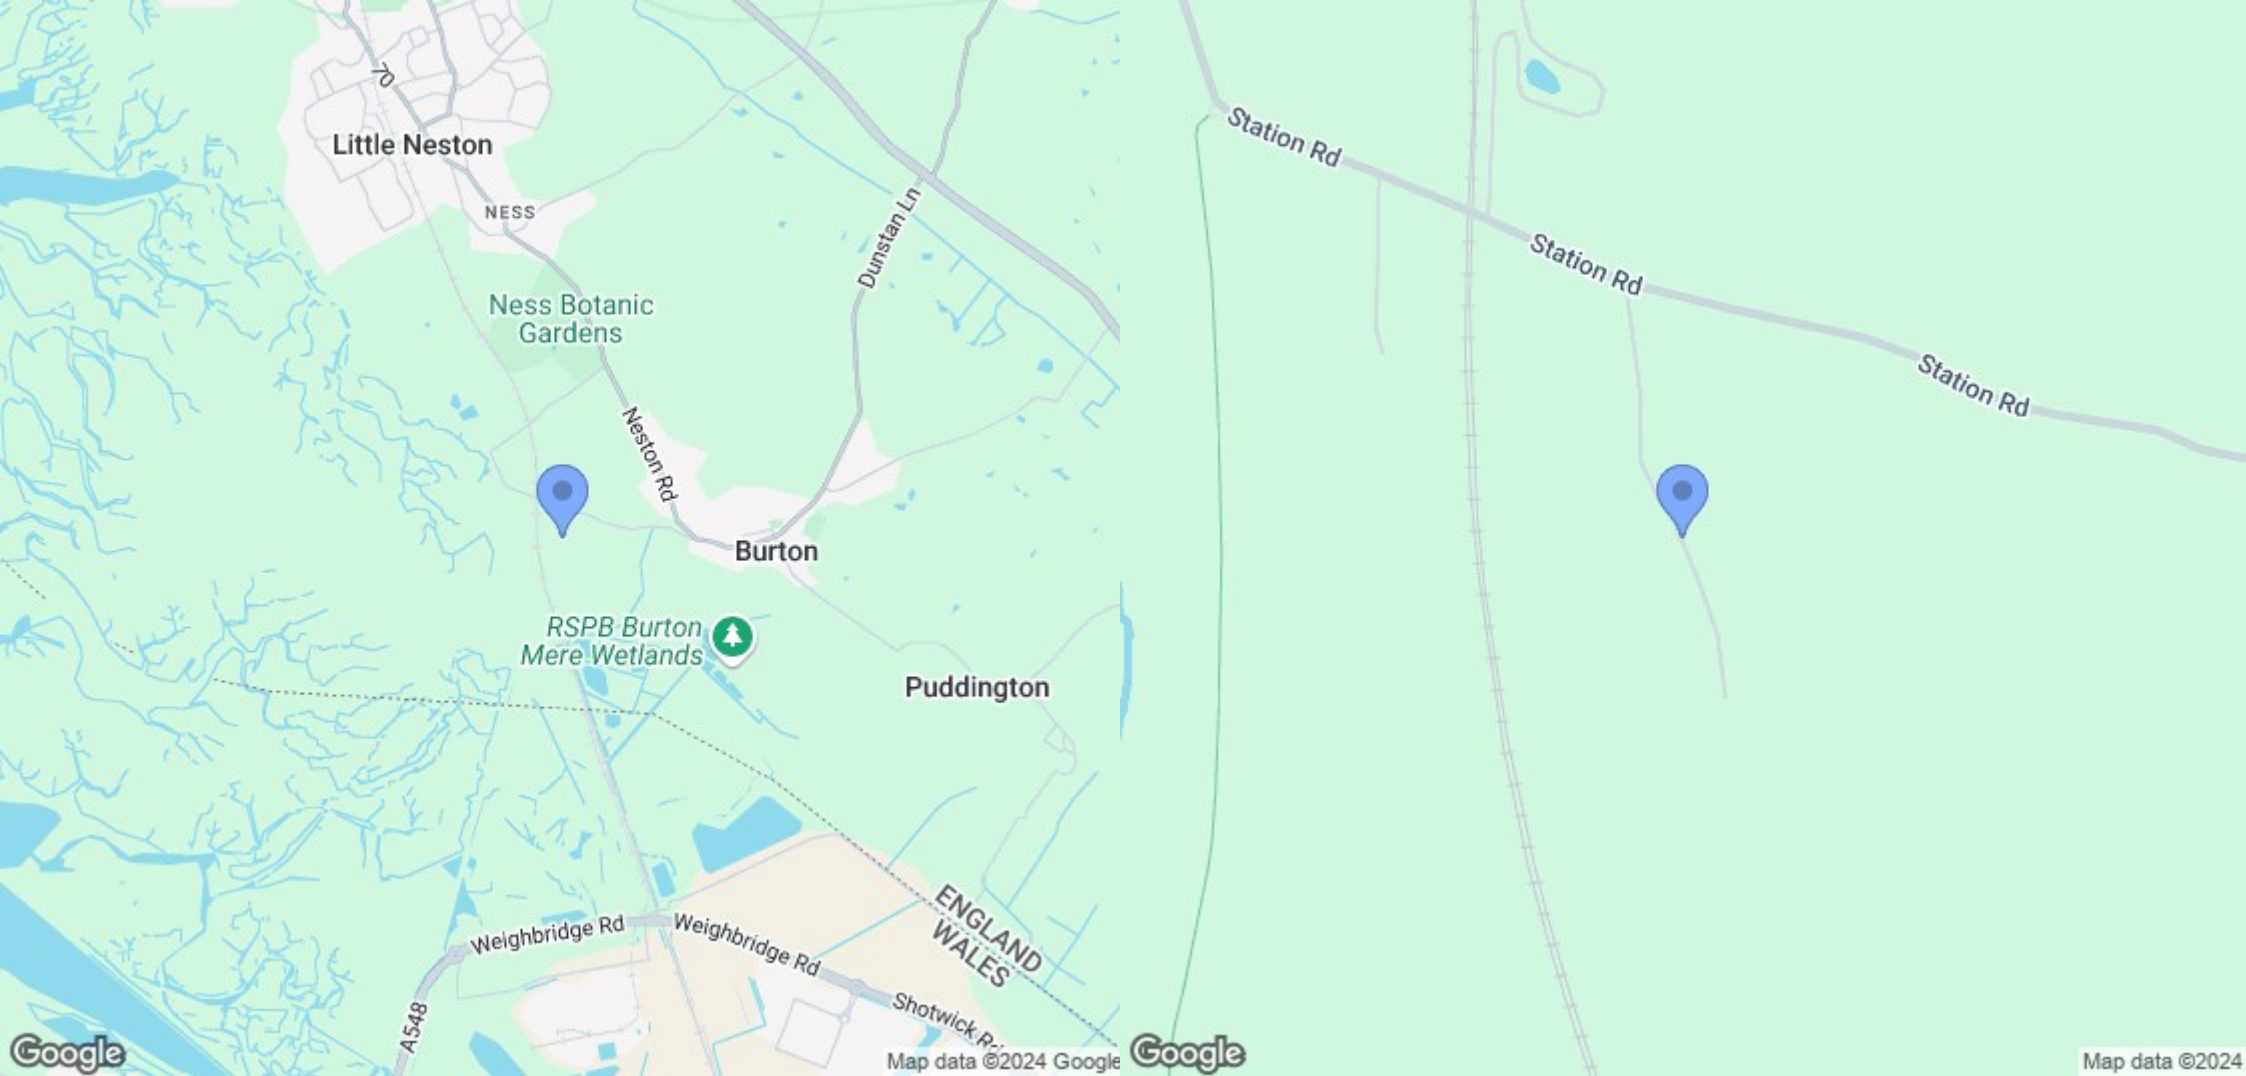 70
Little Neston
NESS
Dunstan Ln
Ness Botanic
Gardens
Neston Rd
Burton
RSPB Burton
Mere Wetlands
Puddington
ENGLAND
WALES
Weighbridge Rd
Weighbridge Rd
Shotwick Rd
A548
Google
Map data ©2024 Google
Station Rd
Station Rd
Station Rd
Google
Map data ©2024